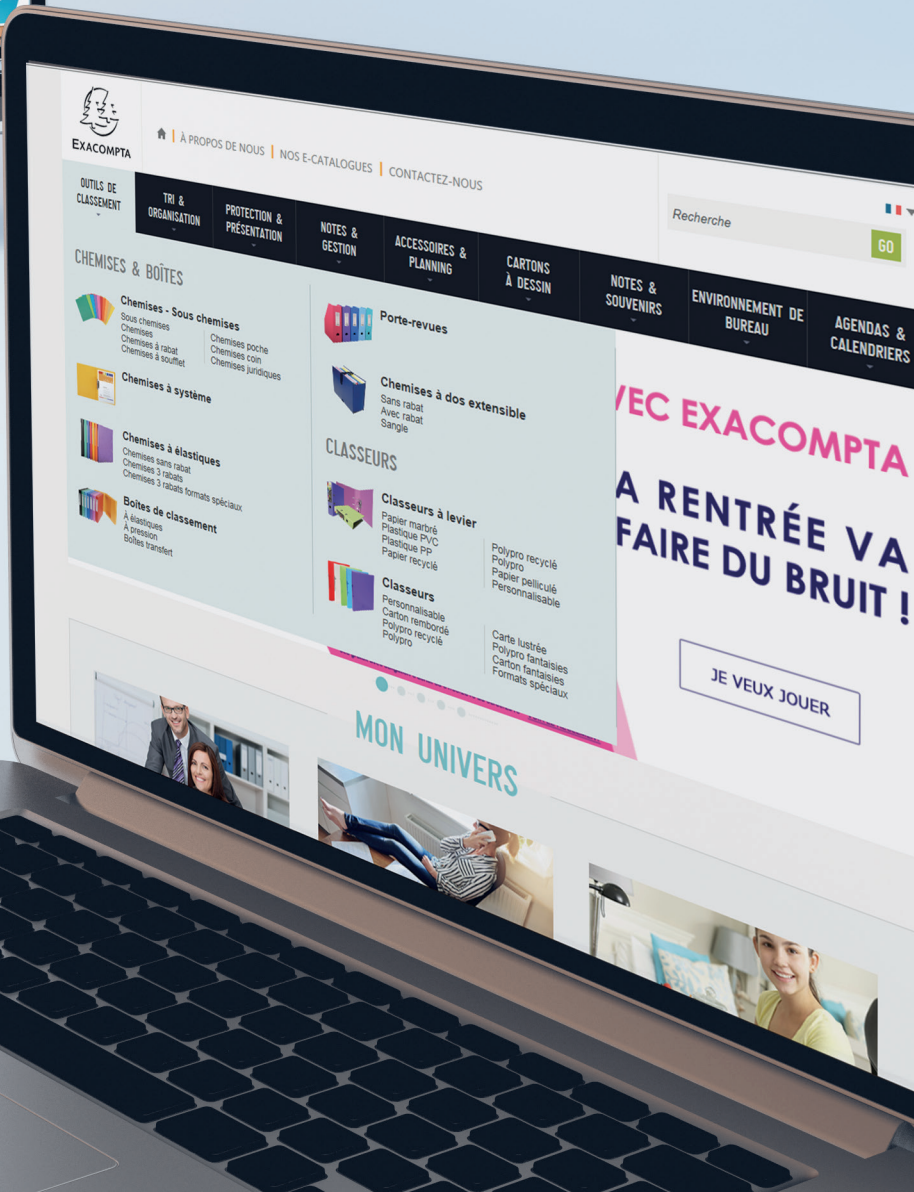 EXACOMPTA
À PROPOS DE NOUS
NOS E-CATALOGUES
CONTACTEZ-NOUS
Recherche
GO
OUTILS DE
CLASSEMENT
TRI &
ORGANISATION
PROTECTION &
PRÉSENTATION
NOTES &
GESTION
ACCESSOIRES &
PLANNING
CARTONS
À DESSIN
NOTES &
SOUVENIRS
ENVIRONNEMENT DE
BUREAU
AGENDAS &
CALENDRIERS
CHEMISES & BOÎTES
Chemises - Sous chemises
Sous chemises
Chemises
Chemises à rabat
Chemises à soufflet
Chemises poche
Chemises coin
Chemises juridiques
Chemises à système
Chemises à élastiques
Chemises sans rabat
Chemises 3 rabats
Chemises 3 rabats formats spéciaux
Boîtes de classement
À élastiques
À pression
Boîtes transfert
Porte-revues
Chemises à dos extensible
Sans rabat
Avec rabat
Sangle
CLASSEURS
Classeurs à levier
Papier marbré
Plastique PVC
Plastique PP
Papier recyclé
Polypro recyclé
Polypro
Papier pelliculé
Personnalisable
Classeurs
Personnalisable
Carton rembordé
Polypro recyclé
Polypro
Carte lustrée
Polypro fantaisies
Carton fantaisies
Formats spéciaux
VEC EXACOMPTA
A RENTRÉE VA
FAIRE DU BRUIT !
JE VEUX JOUER
MON UNIVERS